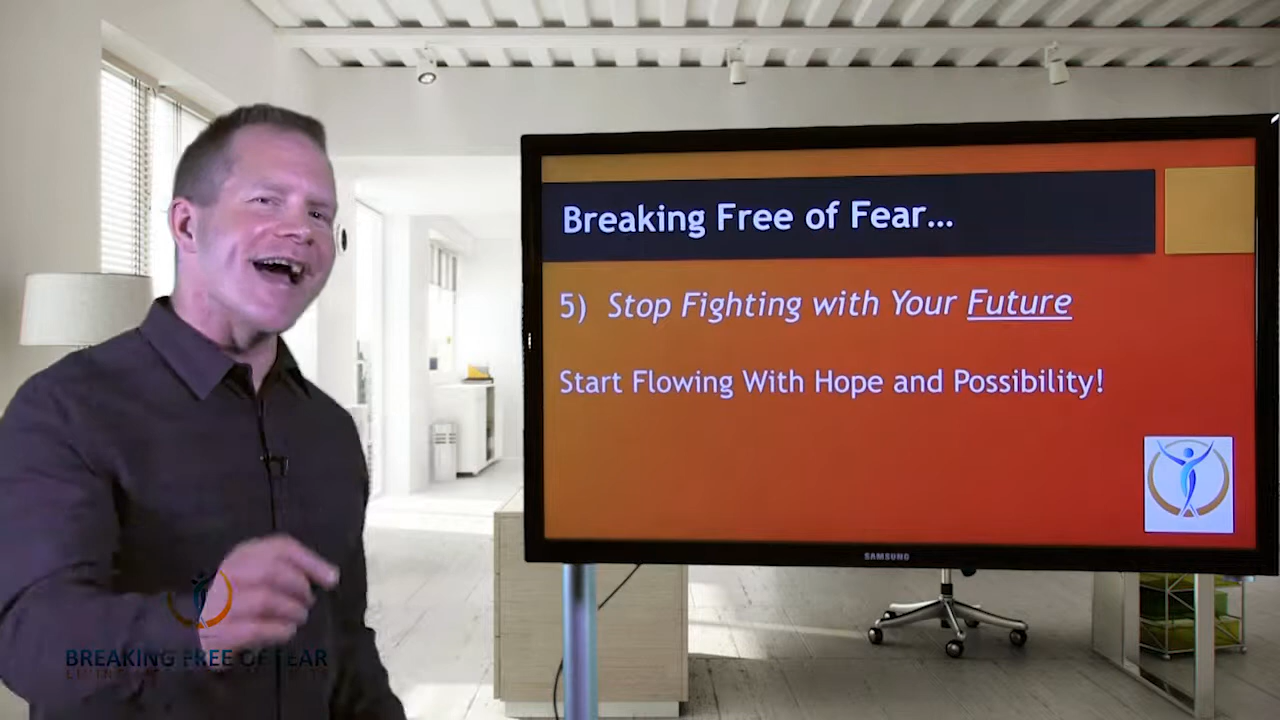 Breaking Free of Fear...
5) Stop Fighting with Your Future
Start Flowing With Hope and Possibility!
SAMSUNG
BREAKING FREE OF FEAR